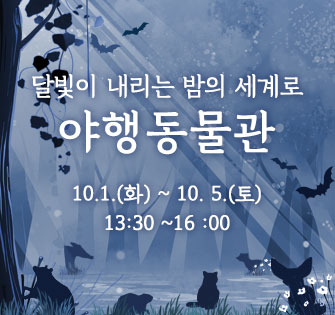 달빛이 내리는 밤의 세계로
야행동물관
10.1.(화) ~ 10. 5.(토)
13:30 ~16 :00